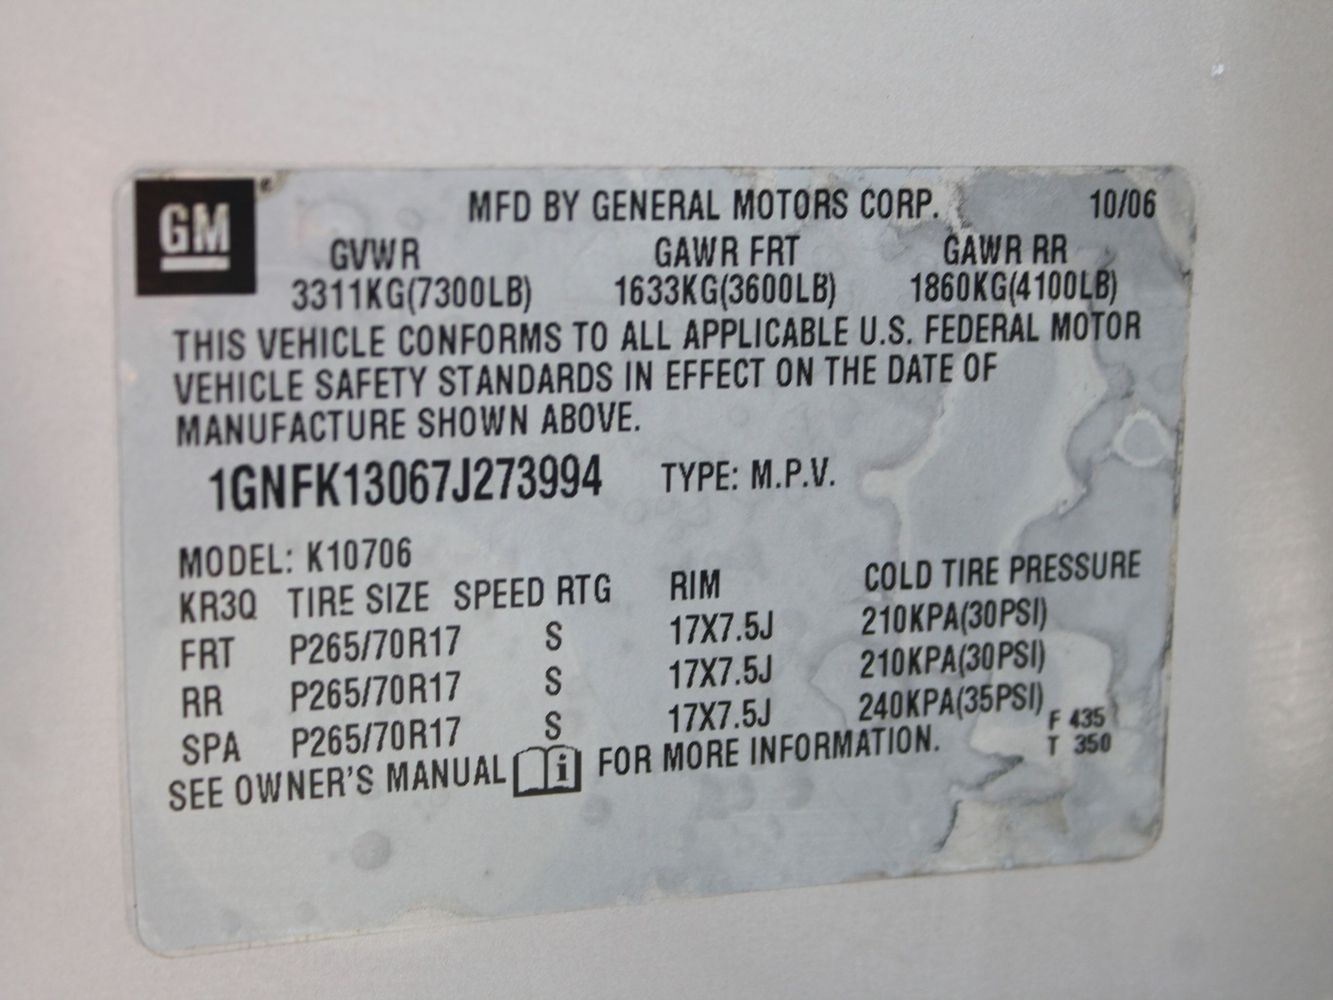 GM
MFD BY GENERAL MOTORS CORP. 10/06
GVWR GAWR FRT GAWR RR
3311KG(7300LB) 1633KG(3600LB) 1860KG(4100LB)
THIS VEHICLE CONFORMS TO ALL APPLICABLE U.S. FEDERAL MOTOR
VEHICLE SAFETY STANDARDS IN EFFECT ON THE DATE OF
MANUFACTURE SHOWN ABOVE.
1GNFK13067J273994 TYPE: M.P.V.
MODEL: K10706
KR3Q TIRE SIZE SPEED RTG RIM COLD TIRE PRESSURE
FRT P265/70R17 S 17X7.5J 210KPA(30PSI)
RR P265/70R17 S 17X7.5J 210KPA(30PSI)
SPA P265/70R17 S 17X7.5J 240KPA(35PSI)
F 435
T 350
SEE OWNER'S MANUAL i FOR MORE INFORMATION.